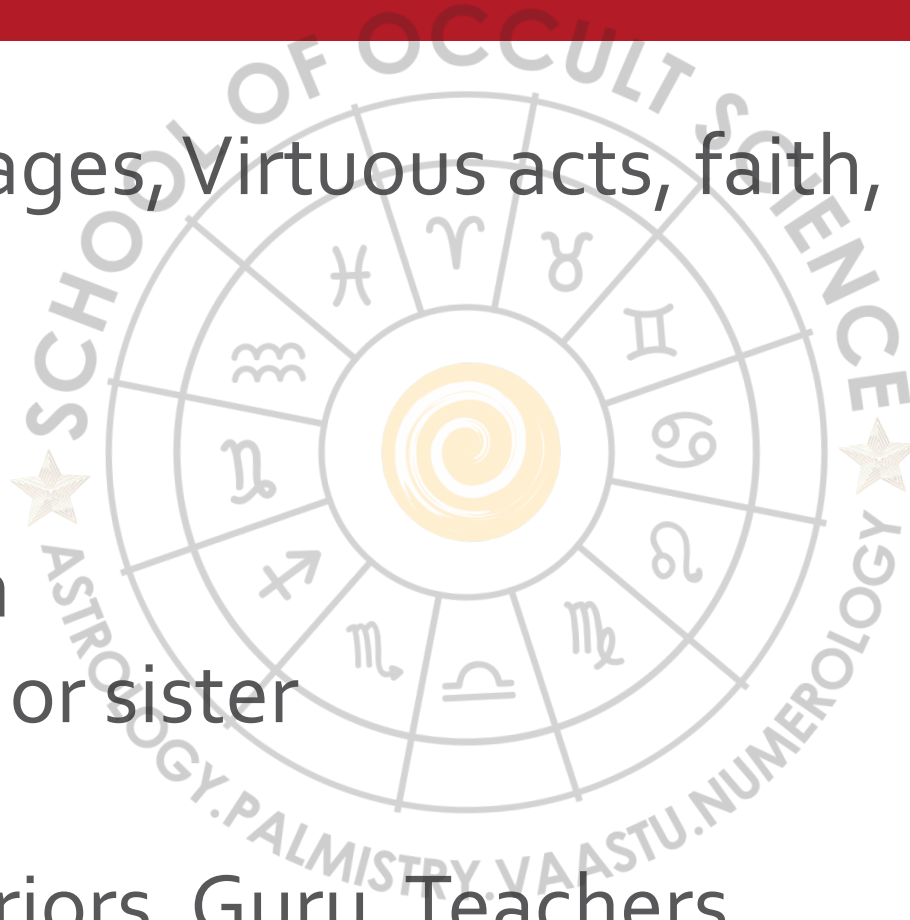 SCHOOL OF OCCULT SCIENCE
ages, Virtuous acts, faith,
or sister
riors, Guru, Teachers
ASTROLOGY.PALMISTRY.VAASTU.NUMEROLOGY